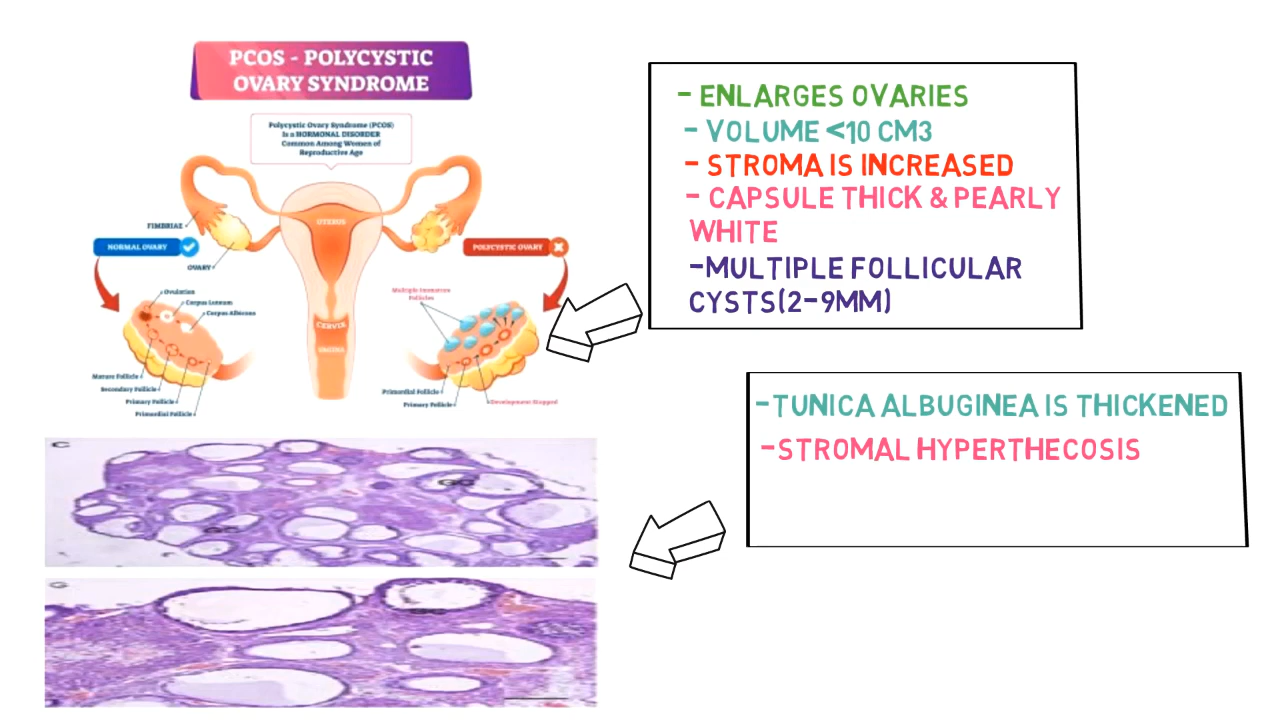 PCOS - POLYCYSTIC
OVARY SYNDROME
Polycystic Ovary Syndrome (PCOS)
Is a HORMONAL DISORDER
Common Among Women of
Reproductive Age
UTERUS
FIMBRIAE
NORMAL OVARY
OVARY
POLYCYSTIC OVARY
Ovulation
Corpus Luteum
Corpus Albicans
Multiple Immature
Follicles
CERVIX
VAGINA
Mature Follicle
Secondary Follicle
Primary Follicle
Primordial Follicle
Primordial Follicle
Primary Follicle
Development Stopped
- ENLARGES OVARIES
- VOLUME <10 CM3
- STROMA IS INCREASED
- CAPSULE THICK & PEARLY
WHITE
-MULTIPLE FOLLICULAR
CYSTS(2-9MM)
-TUNICA ALBUGINEA IS THICKENED
-STROMAL HYPERTHECOSIS
C